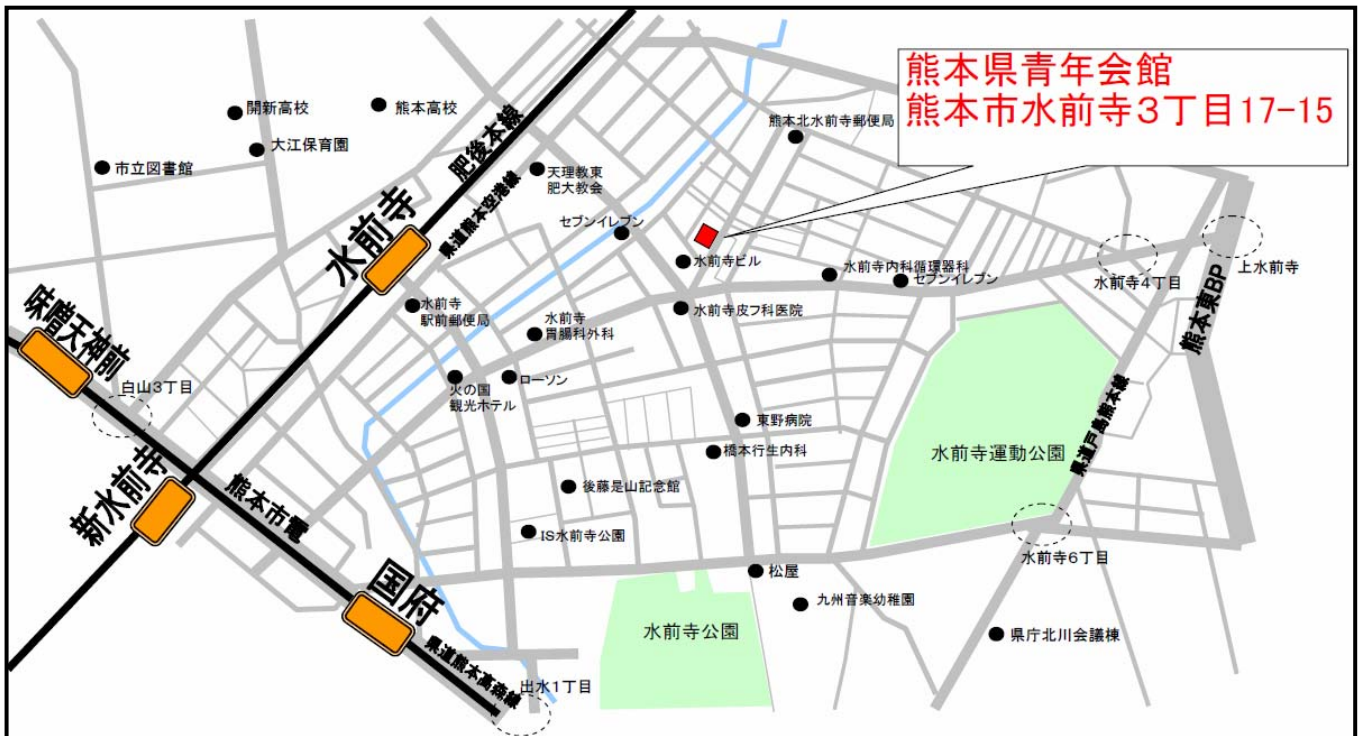 熊本県青年会館
熊本市水前寺３丁目17-15
開新高校
熊本高校
大江保育園
市立図書館
肥後本線
県道熊本空港線
水前寺
天理教東
肥大教会
セブンイレブン
熊本北水前寺郵便局
水前寺ビル
水前寺内科循環器科
セブンイレブン
水前寺４丁目
上水前寺
熊本東BP
水前寺
駅前郵便局
水前寺
胃腸科外科
水前寺皮フ科医院
味噌天神前
白山３丁目
火の国
観光ホテル
ローソン
東野病院
橋本行生内科
水前寺運動公園
県道戸島熊本線
新水前寺
熊本市電
後藤是山記念館
IS水前寺公園
水前寺６丁目
国府
松屋
九州音楽幼稚園
水前寺公園
県庁北川会議棟
県道熊本高森線
出水１丁目